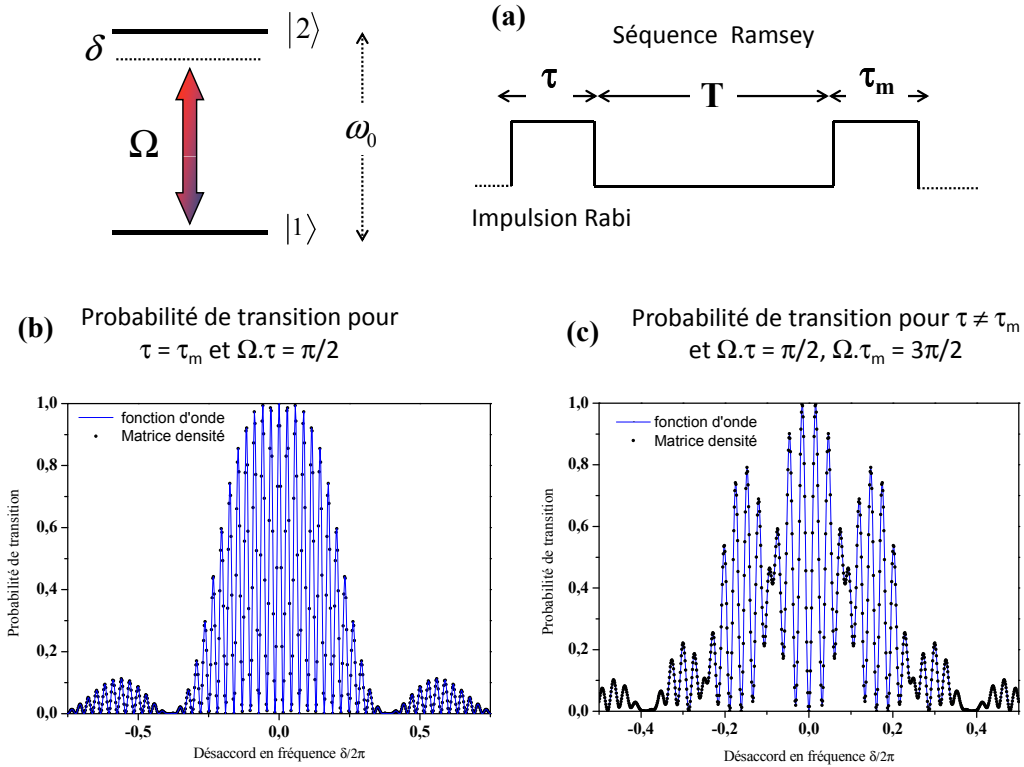 |2⟩
δ
Ω
ω₀
|1⟩
(a)
Séquence Ramsey
τ
T
τm
Impulsion Rabi
(b)
Probabilité de transition pour
τ = τm et Ω.τ = π/2
1,0
0,8
0,6
0,4
0,2
0,0
fonction d'onde
Matrice densité
Probabilité de transition
-0,5
0,0
0,5
Désaccord en fréquence δ/2π
(c)
Probabilité de transition pour τ ≠ τm
et Ω.τ = π/2, Ω.τm = 3π/2
1,0
0,8
0,6
0,4
0,2
0,0
fonction d'onde
Matrice densité
Probabilité de transition
-0,4
-0,2
0,0
0,2
0,4
Désaccord en fréquence δ/2π